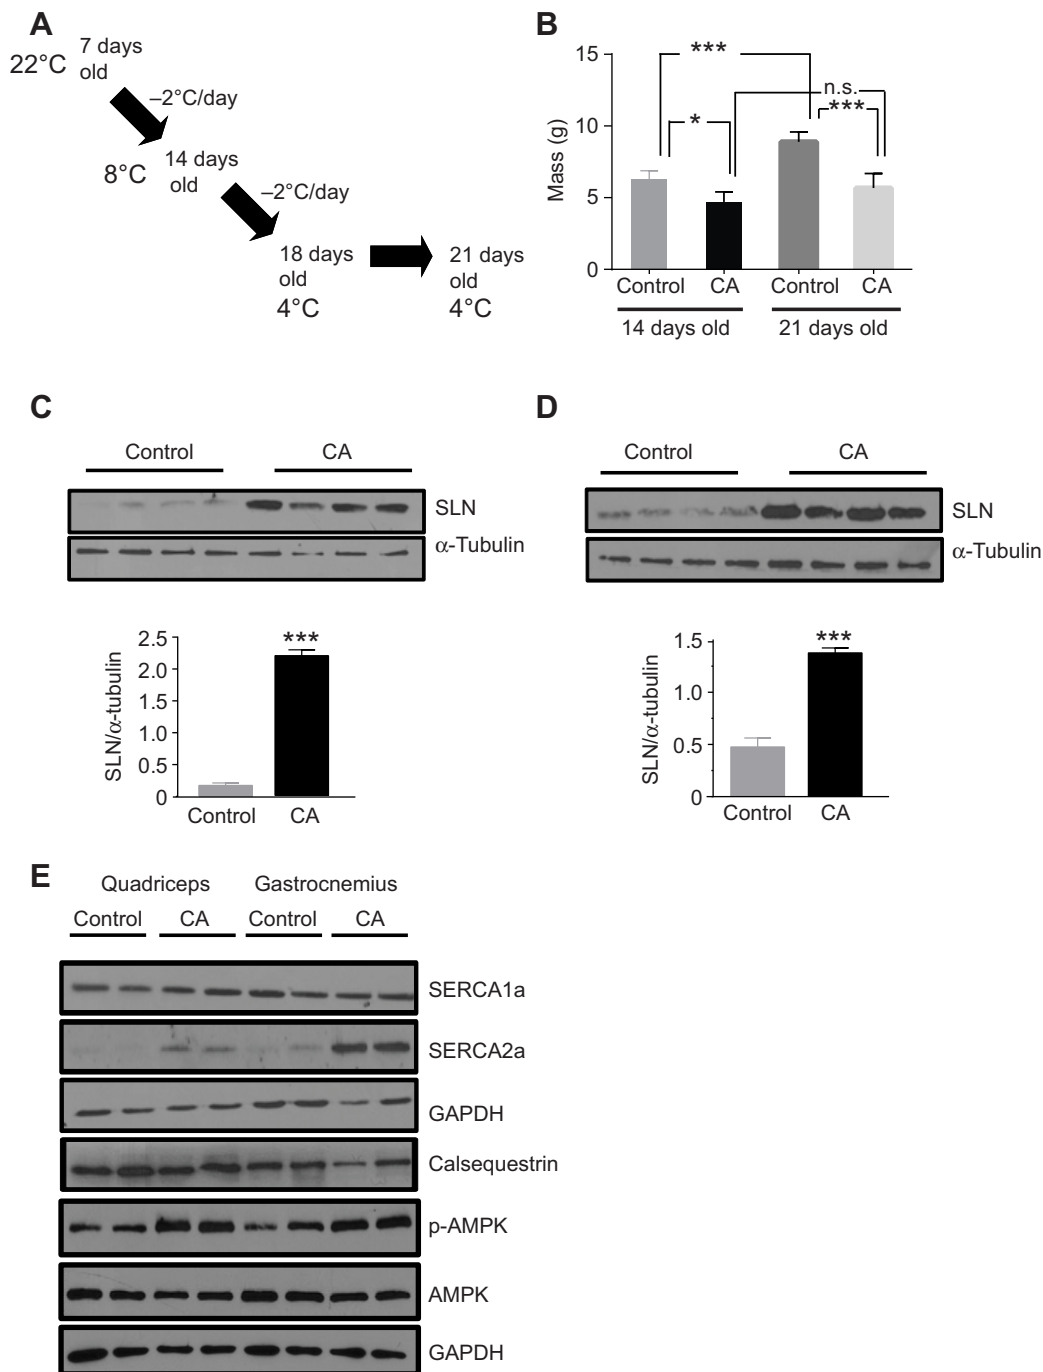 A
7 days
old
22°C
–2°C/day
14 days
old
8°C
–2°C/day
18 days
old
4°C
21 days
old
4°C
B
Mass (g)
15
10
5
0
***
*
n.s.
***
Control
CA
Control
CA
14 days old
21 days old
C
Control
CA
SLN
α-Tubulin
SLN/α-tubulin
2.5
2.0
1.5
1.0
0.5
0
***
Control
CA
D
Control
CA
SLN
α-Tubulin
SLN/α-tubulin
1.5
1.0
0.5
0
***
Control
CA
E
Quadriceps
Gastrocnemius
Control
CA
Control
CA
SERCA1a
SERCA2a
GAPDH
Calsequestrin
p-AMPK
AMPK
GAPDH